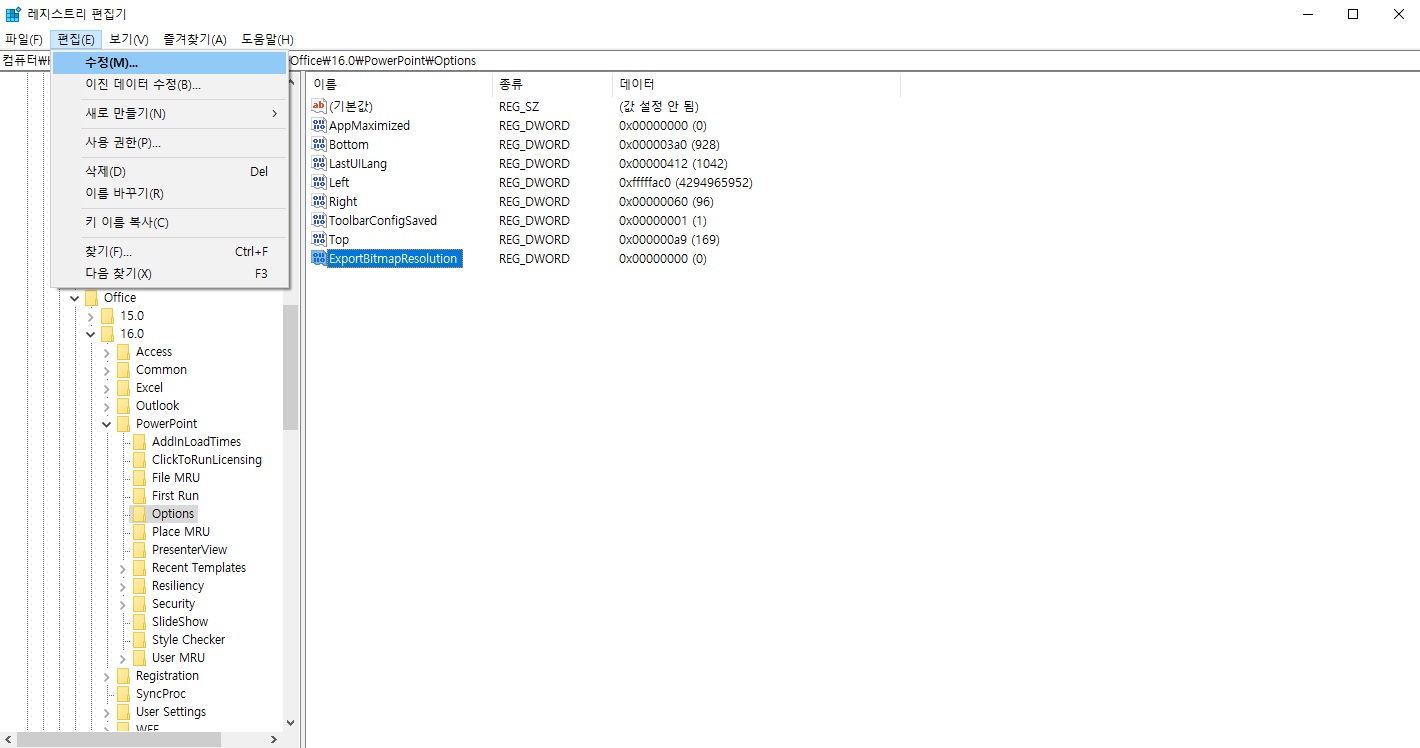 레지스트리 편집기
파일(F) 편집(E) 보기(V) 즐겨찾기(A) 도움말(H)
컴퓨터₩ Office₩16.0₩PowerPoint₩Options
수정(M)...
이진 데이터 수정(B)...
새로 만들기(N)
사용 권한(P)...
삭제(D) Del
이름 바꾸기(R)
키 이름 복사(C)
찾기(F)... Ctrl+F
다음 찾기(X) F3
Office
15.0
16.0
Access
Common
Excel
Outlook
PowerPoint
AddInLoadTimes
ClickToRunLicensing
File MRU
First Run
Options
Place MRU
PresenterView
Recent Templates
Resiliency
Security
SlideShow
Style Checker
User MRU
Registration
SyncProc
User Settings
이름 종류 데이터
(기본값) REG_SZ (값 설정 안 됨)
AppMaximized REG_DWORD 0x00000000 (0)
Bottom REG_DWORD 0x000003a0 (928)
LastUILang REG_DWORD 0x00000412 (1042)
Left REG_DWORD 0xfffffac0 (4294965952)
Right REG_DWORD 0x00000060 (96)
ToolbarConfigSaved REG_DWORD 0x00000001 (1)
Top REG_DWORD 0x000000a9 (169)
ExportBitmapResolution REG_DWORD 0x00000000 (0)